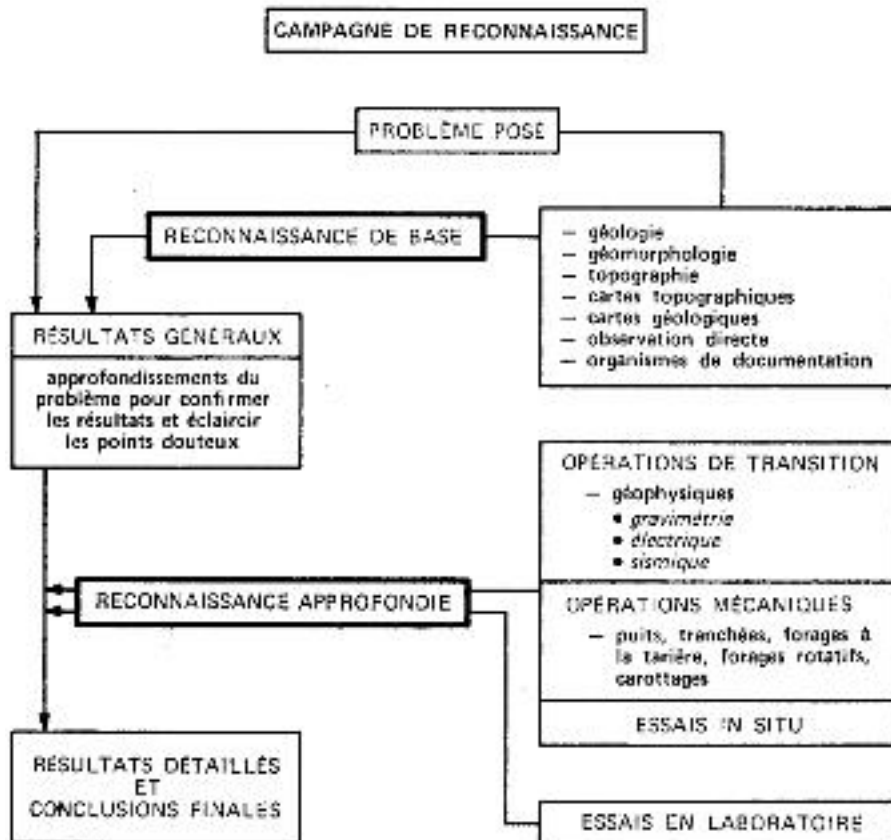 CAMPAGNE DE RECONNAISSANCE
PROBLÈME POSÉ
RECONNAISSANCE DE BASE
— géologie
— géomorphologie
— topographie
— cartes topographiques
— cartes géologiques
— observation directe
— organismes de documentation
RÉSULTATS GÉNÉRAUX
approfondissements du
problème pour confirmer
les résultats et éclaircir
les points douteux
OPÉRATIONS DE TRANSITION
— géophysiques
• gravimétrie
• électrique
• sismique
RECONNAISSANCE APPROFONDIE
OPÉRATIONS MÉCANIQUES
— puits, tranchées, forages à
la tarière, forages rotatifs,
carottages
ESSAIS IN SITU
RÉSULTATS DÉTAILLÉS
ET
CONCLUSIONS FINALES
ESSAIS EN LABORATOIRE